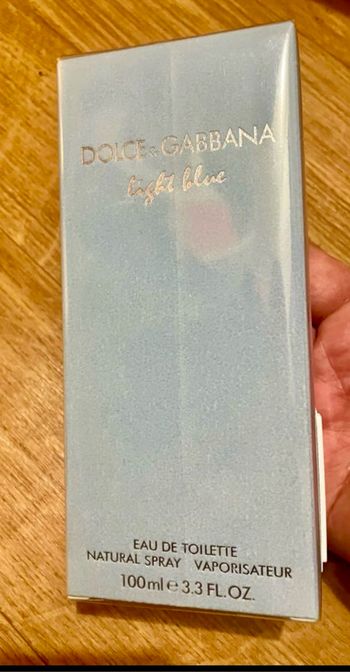 DOLCE&GABBANA
light blue
EAU DE TOILETTE
NATURAL SPRAY VAPORISATEUR
100ml e 3.3 FL.OZ.